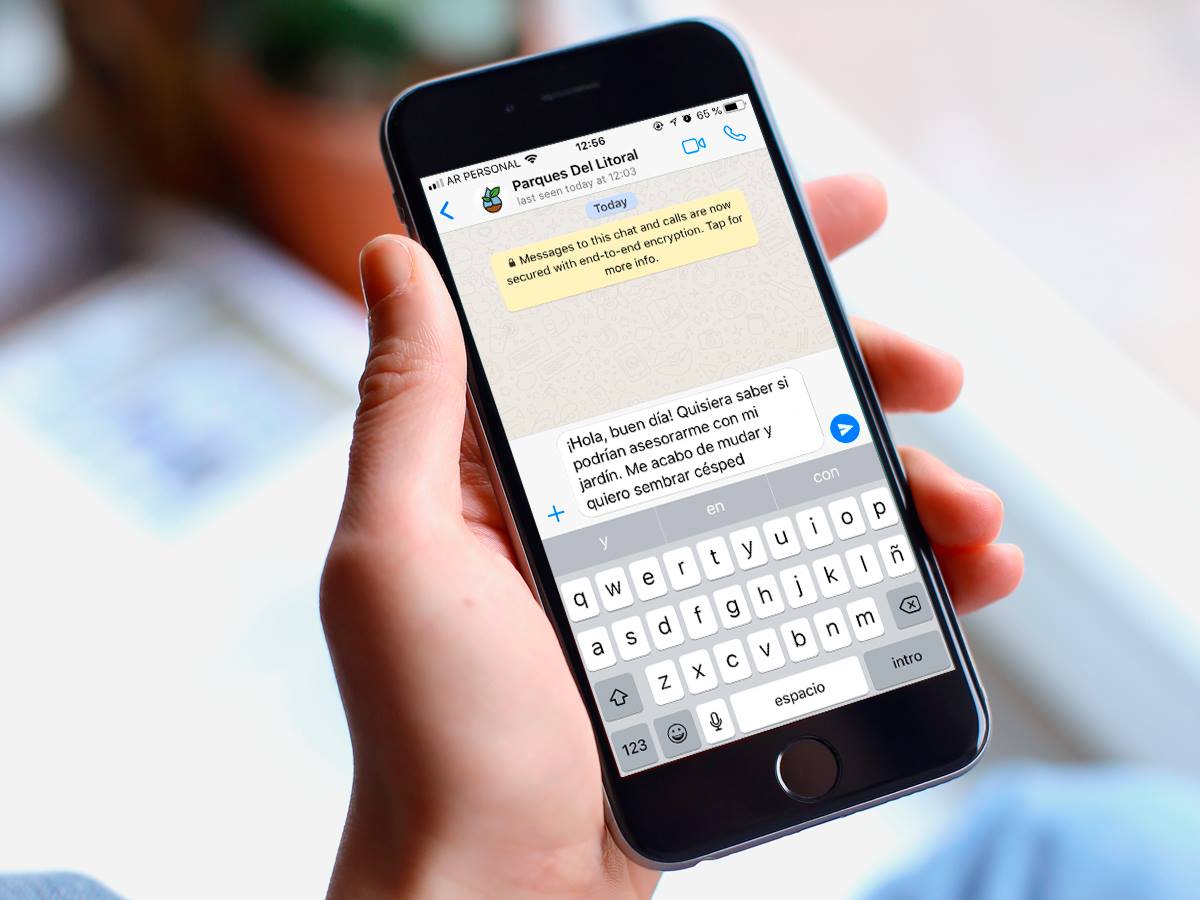 AR PERSONAL 12:56 65 %
Parques Del Litoral
last seen today at 12:03
Today
Messages to this chat and calls are now
secured with end-to-end encryption. Tap for
more info.
¡Hola, buen día! Quisiera saber si
podrían asesorarme con mi
jardín. Me acabo de mudar y
quiero sembrar césped
y en con
q w e r t y u i o p
a s d f g h j k l ñ
z x c v b n m
123 espacio intro